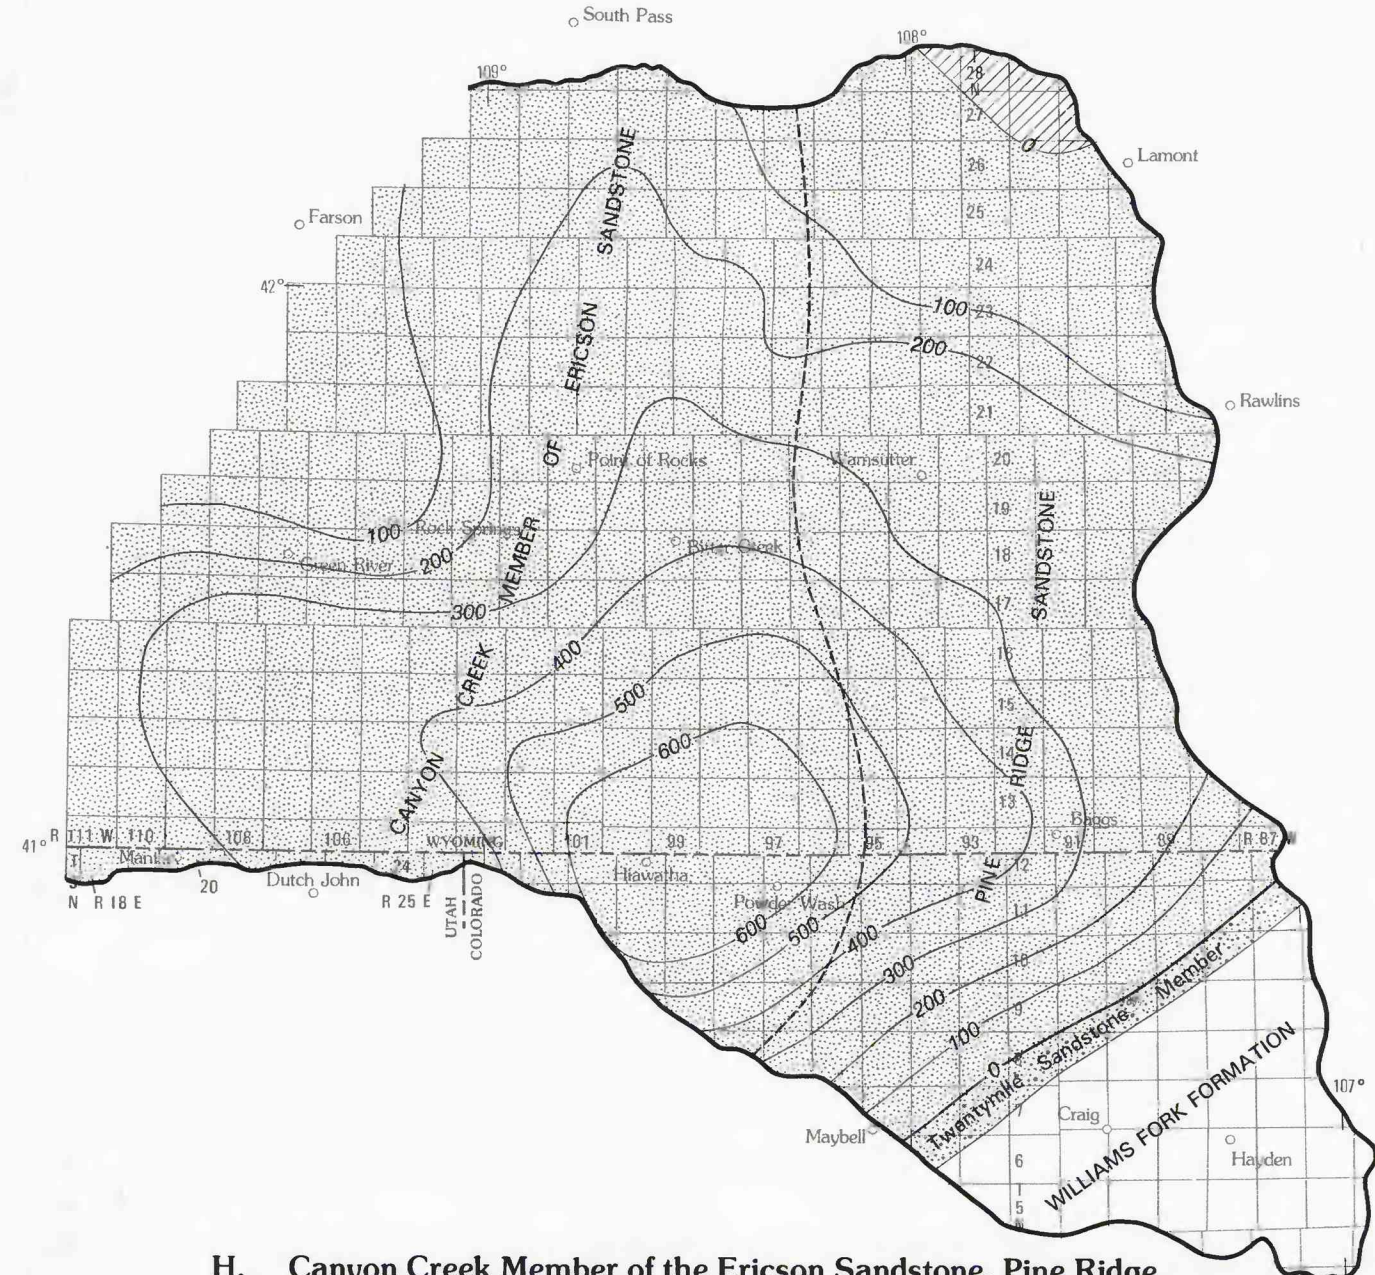 South Pass
108°
109°
28
N
27
0
Lamont
26
SANDSTONE
25
Farson
24
42°
ERICSON
100
23
200
22
Rawlins
21
OF
Point of Rocks
Wamsutter
20
SANDSTONE
19
100
Rock Springs
Bitter Creek
18
Green River
200
MEMBER
17
300
400
16
CREEK
500
15
600
14
RIDGE
CANYON
13
Baggs
41°
R 111 W
110
108
106
WYOMING
101
99
97
95
93
91
89
R 87 W
Manila
T
3
N
R 18 E
20
Dutch John
24
R 25 E
UTAH
COLORADO
Hiawatha
12
PINE
Powder Wash
11
600
500
400
10
Member
300
200
9
Sandstone
100
0
8
Twentymile
7
WILLIAMS FORK FORMATION
107°
Craig
Maybell
6
Hayden
T
5
N
H. Canyon Creek Member of the Ericson Sandstone, Pine Ridge